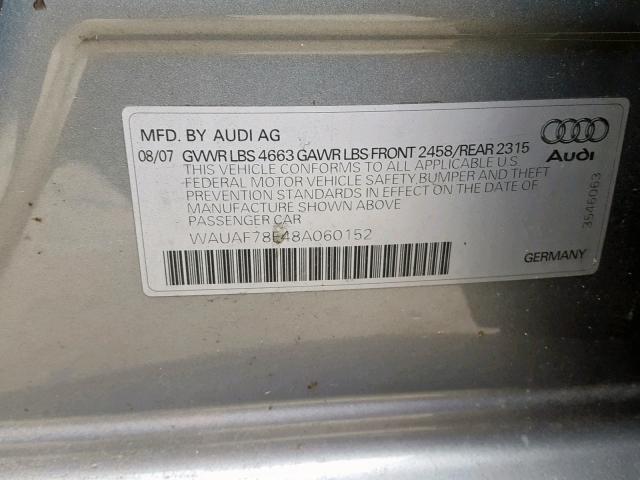 MFD. BY AUDI AG
08/07 GVWR LBS 4663 GAWR LBS FRONT 2458/REAR 2315
THIS VEHICLE CONFORMS TO ALL APPLICABLE U.S.
FEDERAL MOTOR VEHICLE SAFETY BUMPER AND THEFT
PREVENTION STANDARDS IN EFFECT ON THE DATE OF
MANUFACTURE SHOWN ABOVE
PASSENGER CAR
WAUAF78E48A060152
Audi
3546063
GERMANY